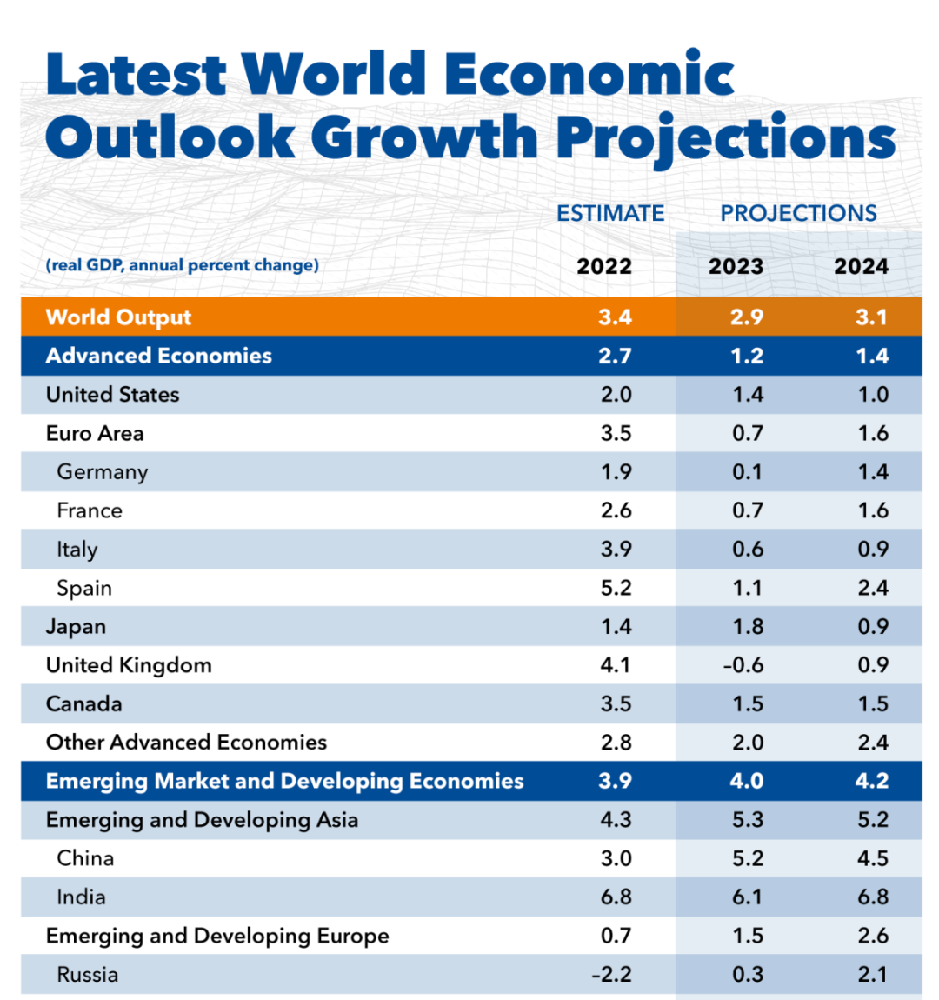 Latest World Economic
Outlook Growth Projections
ESTIMATE PROJECTIONS
(real GDP, annual percent change) 2022 2023 2024
World Output 3.4 2.9 3.1
Advanced Economies 2.7 1.2 1.4
United States 2.0 1.4 1.0
Euro Area 3.5 0.7 1.6
Germany 1.9 0.1 1.4
France 2.6 0.7 1.6
Italy 3.9 0.6 0.9
Spain 5.2 1.1 2.4
Japan 1.4 1.8 0.9
United Kingdom 4.1 –0.6 0.9
Canada 3.5 1.5 1.5
Other Advanced Economies 2.8 2.0 2.4
Emerging Market and Developing Economies 3.9 4.0 4.2
Emerging and Developing Asia 4.3 5.3 5.2
China 3.0 5.2 4.5
India 6.8 6.1 6.8
Emerging and Developing Europe 0.7 1.5 2.6
Russia –2.2 0.3 2.1